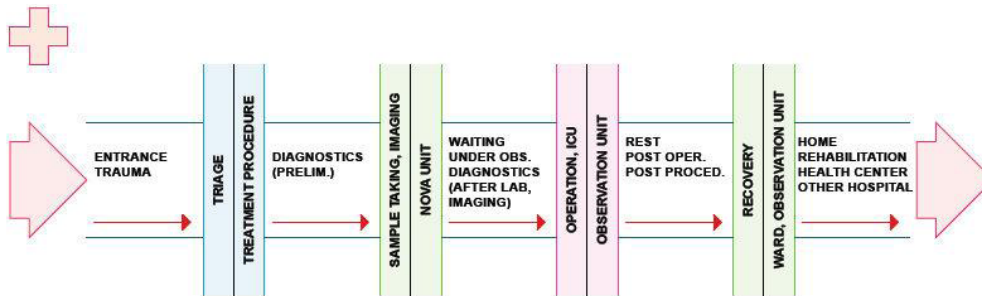 ENTRANCE
TRAUMA
TRIAGE
TREATMENT PROCEDURE
DIAGNOSTICS
(PRELIM.)
SAMPLE TAKING, IMAGING
NOVA UNIT
WAITING
UNDER OBS.
DIAGNOSTICS
(AFTER LAB,
IMAGING)
OPERATION, ICU
OBSERVATION UNIT
REST
POST OPER.
POST PROCED.
RECOVERY
WARD, OBSERVATION UNIT
HOME
REHABILITATION
HEALTH CENTER
OTHER HOSPITAL